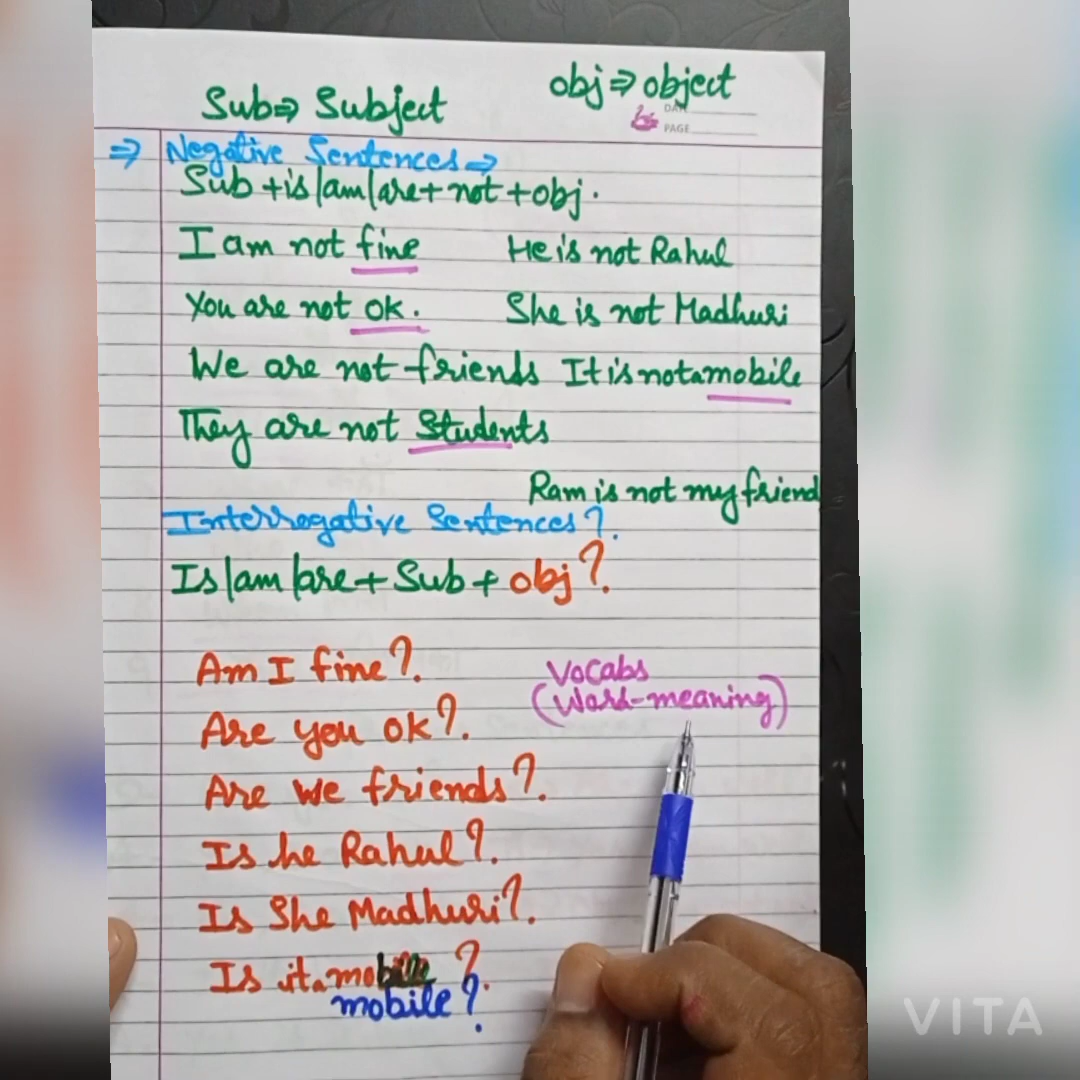 Sub⇒ Subject
obj⇒ object
DATE
PAGE
⇒ Negative Sentences⇒
Sub+is/am/are+not+obj.
I am not fine
He is not Rahul
You are not ok.
She is not Madhuri
We are not friends
It is not a mobile
They are not Students
Ram is not my friend
Interrogative Sentences?
Is/am/are+Sub+obj?
Am I fine?
Are you ok?
Are we friends?
Is he Rahul?
Is She Madhuri?
Is it a mobile?
mobile?
Vocabs
(Word-meaning)
VITA